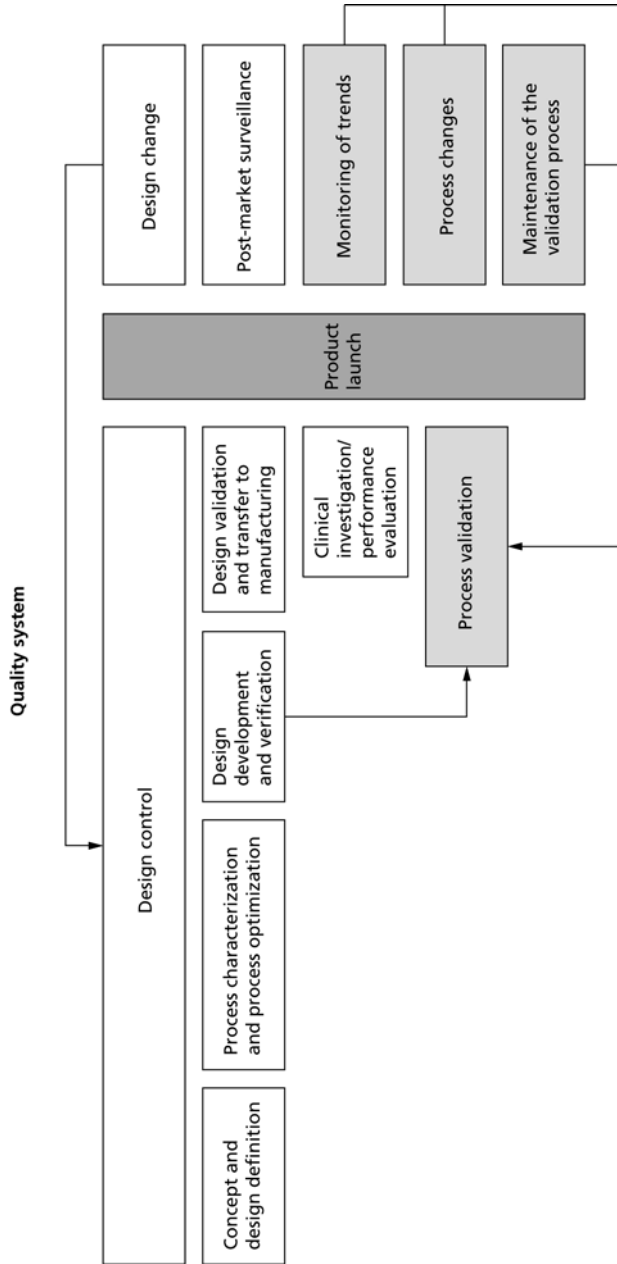 Quality system
Design control
Design change
Concept and
design definition
Process characterization
and process optimization
Design
development
and verification
Design validation
and transfer to
manufacturing
Clinical
investigation/
performance
evaluation
Process validation
Product
launch
Post-market surveillance
Monitoring of trends
Process changes
Maintenance of the
validation process